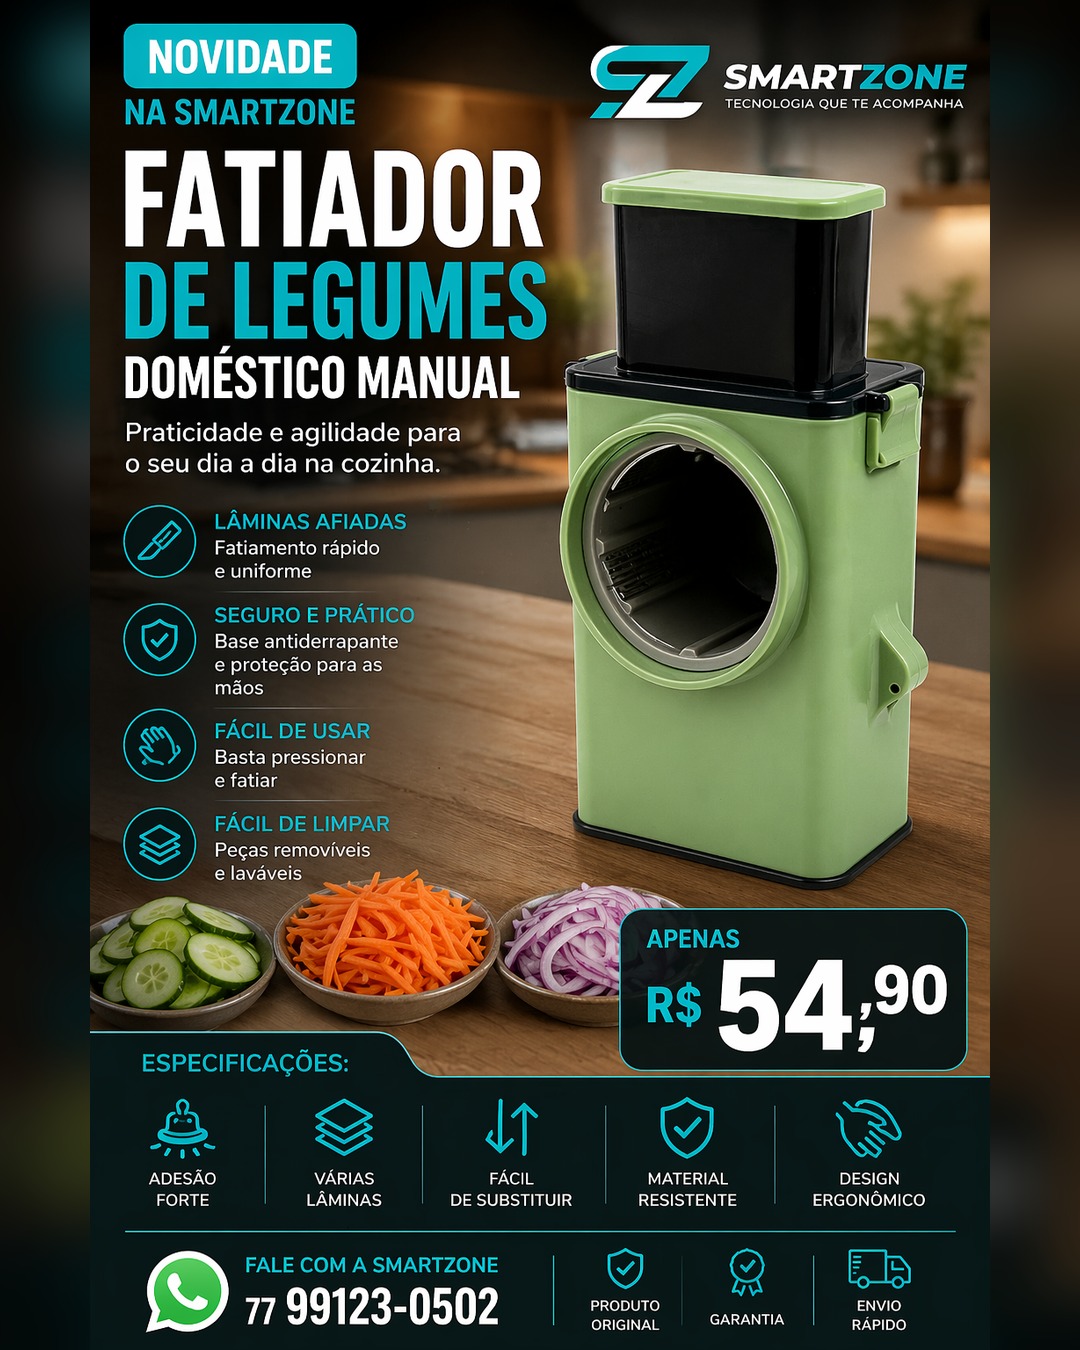 NOVIDADE
NA SMARTZONE
SMARTZONE
TECNOLOGIA QUE TE ACOMPANHA
FATIADOR
DE LEGUMES
DOMÉSTICO MANUAL
Praticidade e agilidade para
o seu dia a dia na cozinha.
LÂMINAS AFIADAS
Fatiamento rápido
e uniforme
SEGURO E PRÁTICO
Base antiderrapante
e proteção para as
mãos
FÁCIL DE USAR
Basta pressionar
e fatiar
FÁCIL DE LIMPAR
Peças removíveis
e laváveis
APENAS
R$ 54,90
ESPECIFICAÇÕES:
ADESÃO
FORTE
VÁRIAS
LÂMINAS
FÁCIL
DE SUBSTITUIR
MATERIAL
RESISTENTE
DESIGN
ERGONÔMICO
FALE COM A SMARTZONE
77 99123-0502
PRODUTO
ORIGINAL
GARANTIA
ENVIO
RÁPIDO